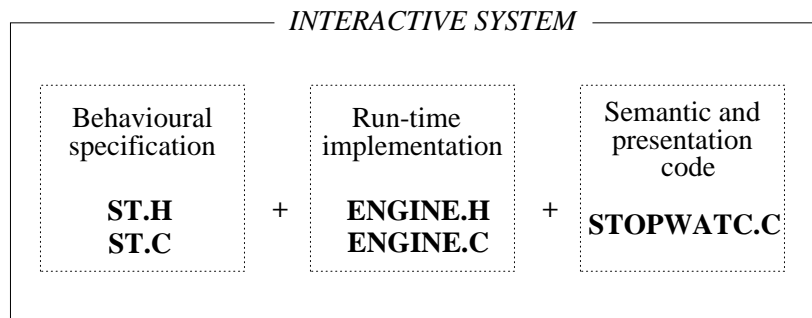 INTERACTIVE SYSTEM
Behavioural
specification
ST.H
ST.C
+
Run-time
implementation
ENGINE.H
ENGINE.C
+
Semantic and
presentation
code
STOPWATC.C